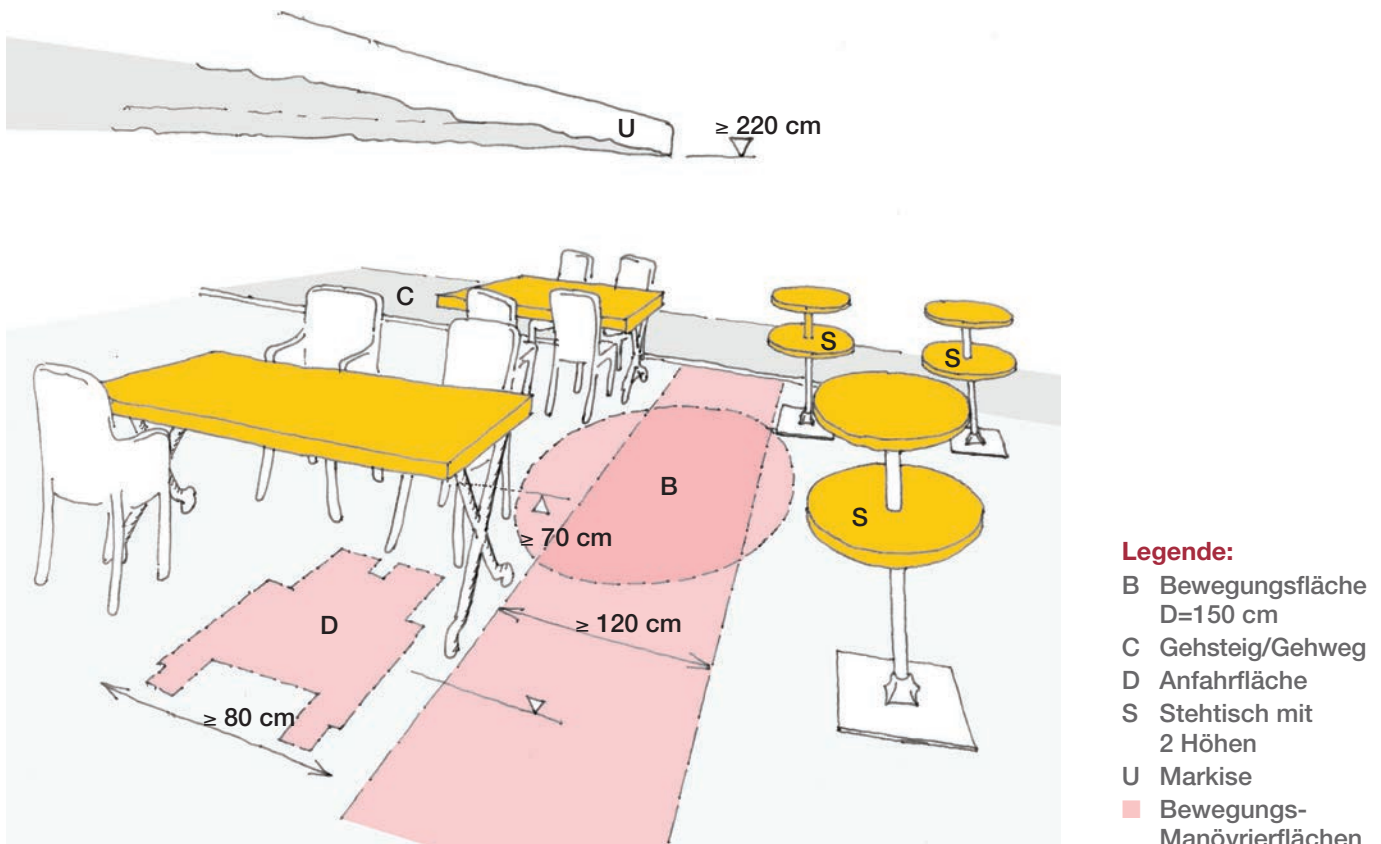 U
≥ 220 cm
C
S
S
B
S
≥ 70 cm
D
≥ 120 cm
≥ 80 cm
Legende:
B Bewegungsfläche
D=150 cm
C Gehsteig/Gehweg
D Anfahrfläche
S Stehtisch mit
2 Höhen
U Markise
Bewegungs-
Manövrierflächen